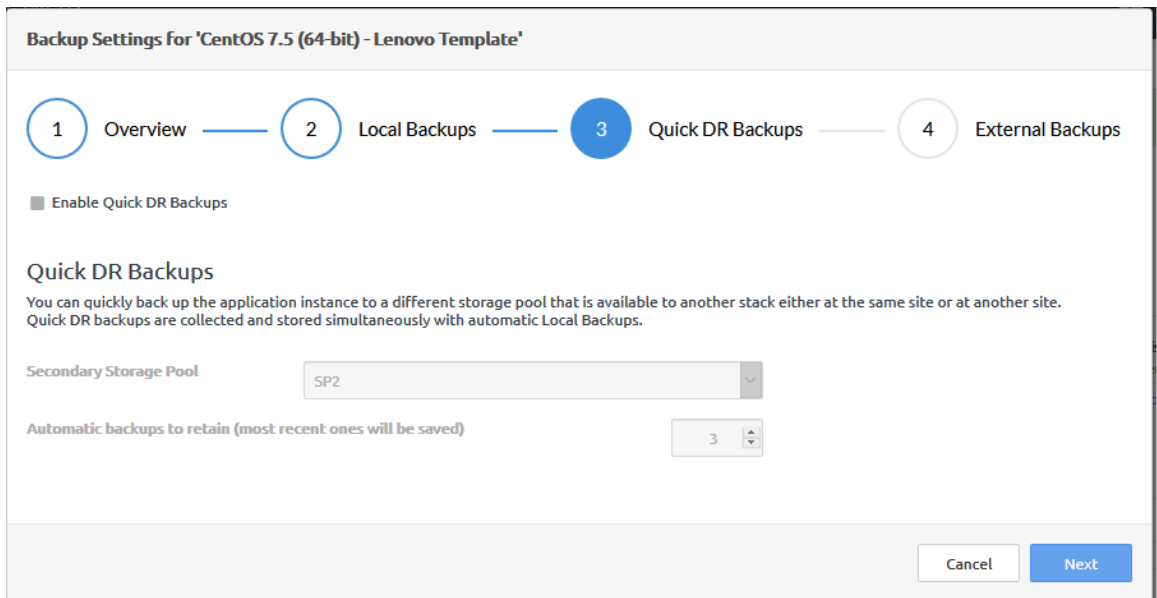 Backup Settings for 'CentOS 7.5 (64-bit) - Lenovo Template'
1 Overview 2 Local Backups 3 Quick DR Backups 4 External Backups
Enable Quick DR Backups
Quick DR Backups
You can quickly back up the application instance to a different storage pool that is available to another stack either at the same site or at another site.
Quick DR backups are collected and stored simultaneously with automatic Local Backups.
Secondary Storage Pool SP2
Automatic backups to retain (most recent ones will be saved) 3
Cancel Next